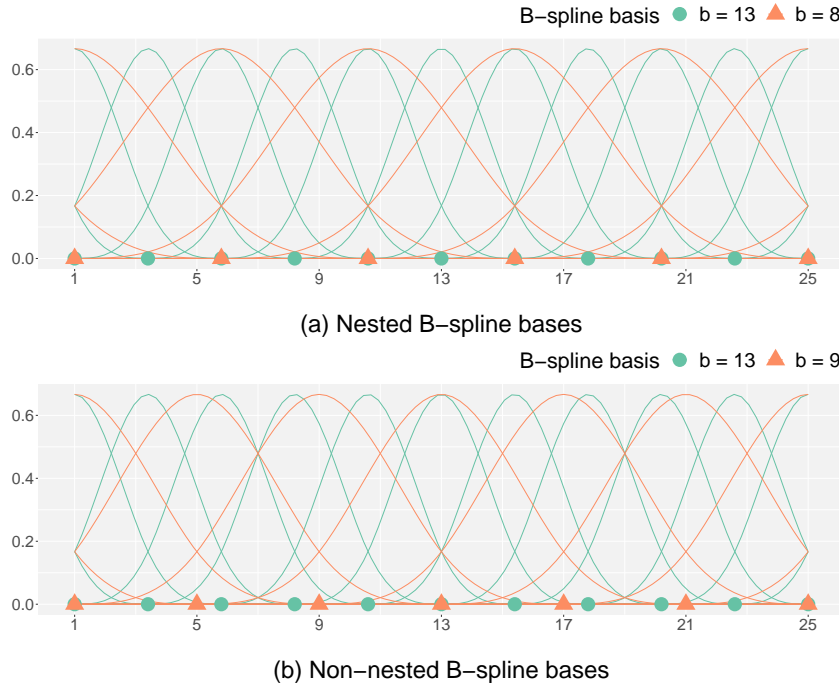 B−spline basis b = 13 b = 8
0.6
0.4
0.2
0.0
1 5 9 13 17 21 25
(a) Nested B−spline bases
B−spline basis b = 13 b = 9
0.6
0.4
0.2
0.0
1 5 9 13 17 21 25
(b) Non−nested B−spline bases